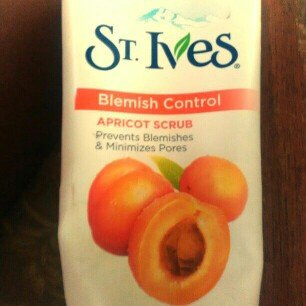 ST. IVES
Blemish Control
APRICOT SCRUB
Prevents Blemishes
& Minimizes Pores